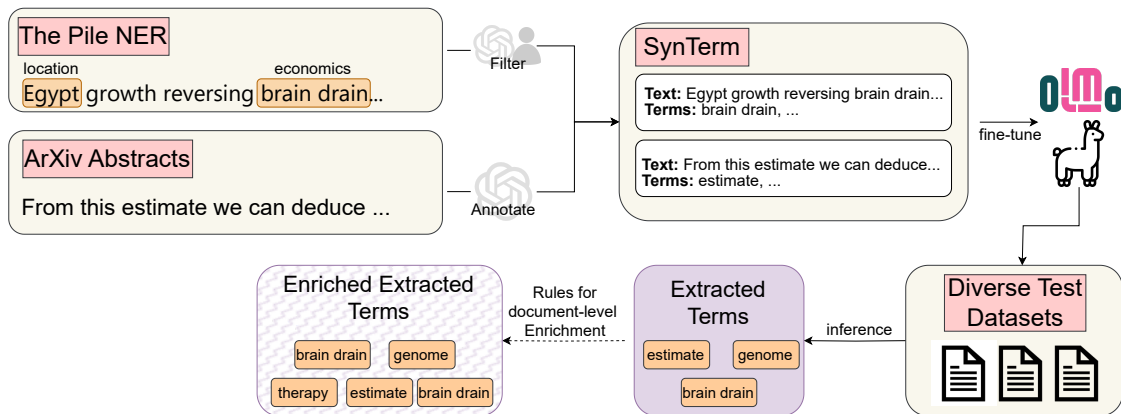 The Pile NER
location
economics
Egypt growth reversing brain drain...
Filter
ArXiv Abstracts
From this estimate we can deduce ...
Annotate
SynTerm
Text: Egypt growth reversing brain drain...
Terms: brain drain, ...
Text: From this estimate we can deduce...
Terms: estimate, ...
fine-tune
OLMo
Diverse Test
Datasets
inference
Extracted
Terms
estimate
genome
brain drain
Rules for
document-level
Enrichment
Enriched Extracted
Terms
brain drain
genome
therapy
estimate
brain drain